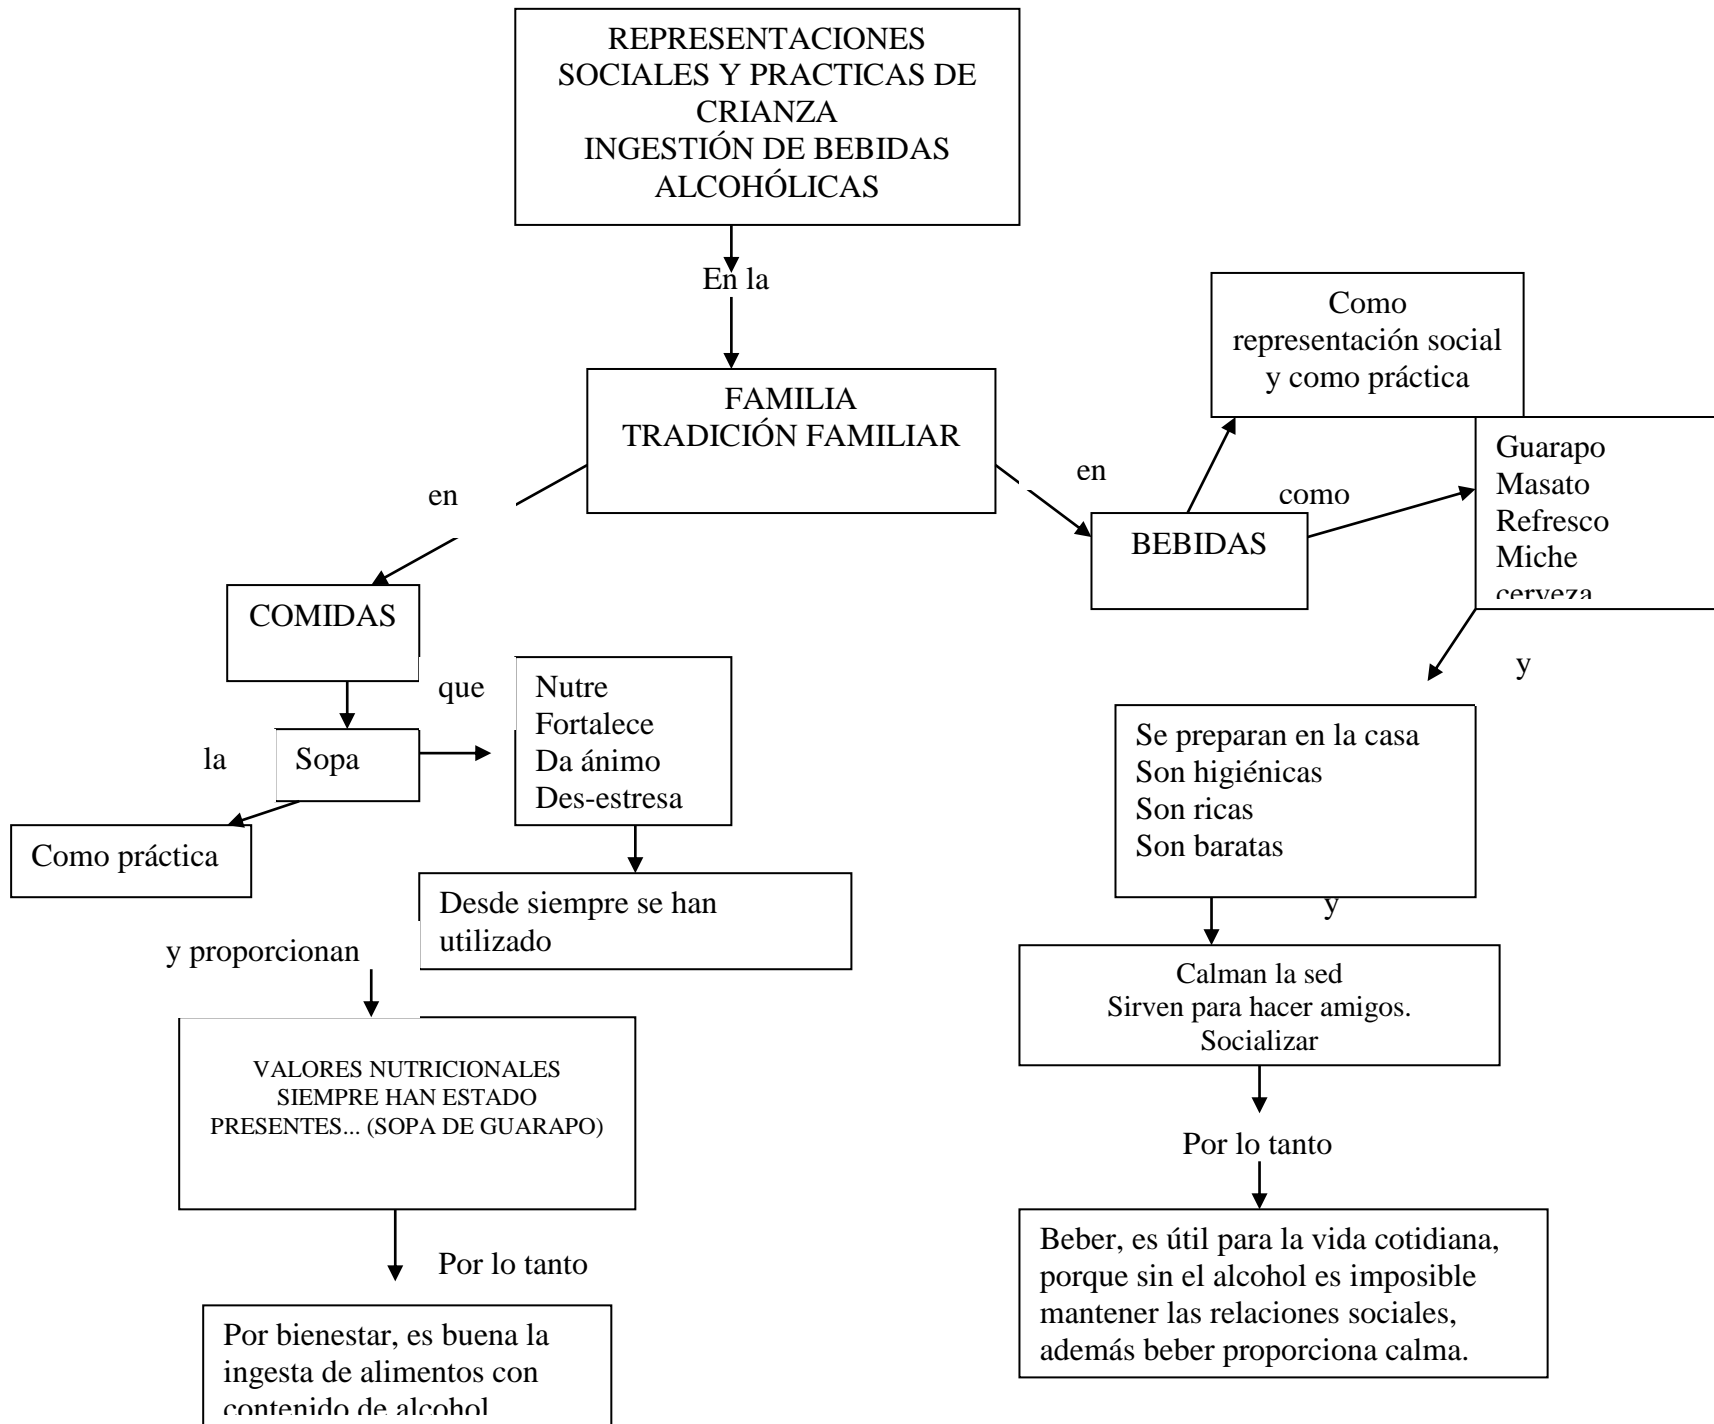 REPRESENTACIONES
SOCIALES Y PRACTICAS DE
CRIANZA
INGESTIÓN DE BEBIDAS
ALCOHÓLICAS
En la
FAMILIA
TRADICIÓN FAMILIAR
en
en
Como
representación social
y como práctica
como
BEBIDAS
Guarapo
Masato
Refresco
Miche
cerveza
y
COMIDAS
que
la
Sopa
Nutre
Fortalece
Da ánimo
Des-estresa
Como práctica
Desde siempre se han
utilizado
y proporcionan
VALORES NUTRICIONALES
SIEMPRE HAN ESTADO
PRESENTES... (SOPA DE GUARAPO)
Por lo tanto
Por bienestar, es buena la
ingesta de alimentos con
contenido de alcohol
Se preparan en la casa
Son higiénicas
Son ricas
Son baratas
y
Calman la sed
Sirven para hacer amigos.
Socializar
Por lo tanto
Beber, es útil para la vida cotidiana,
porque sin el alcohol es imposible
mantener las relaciones sociales,
además beber proporciona calma.